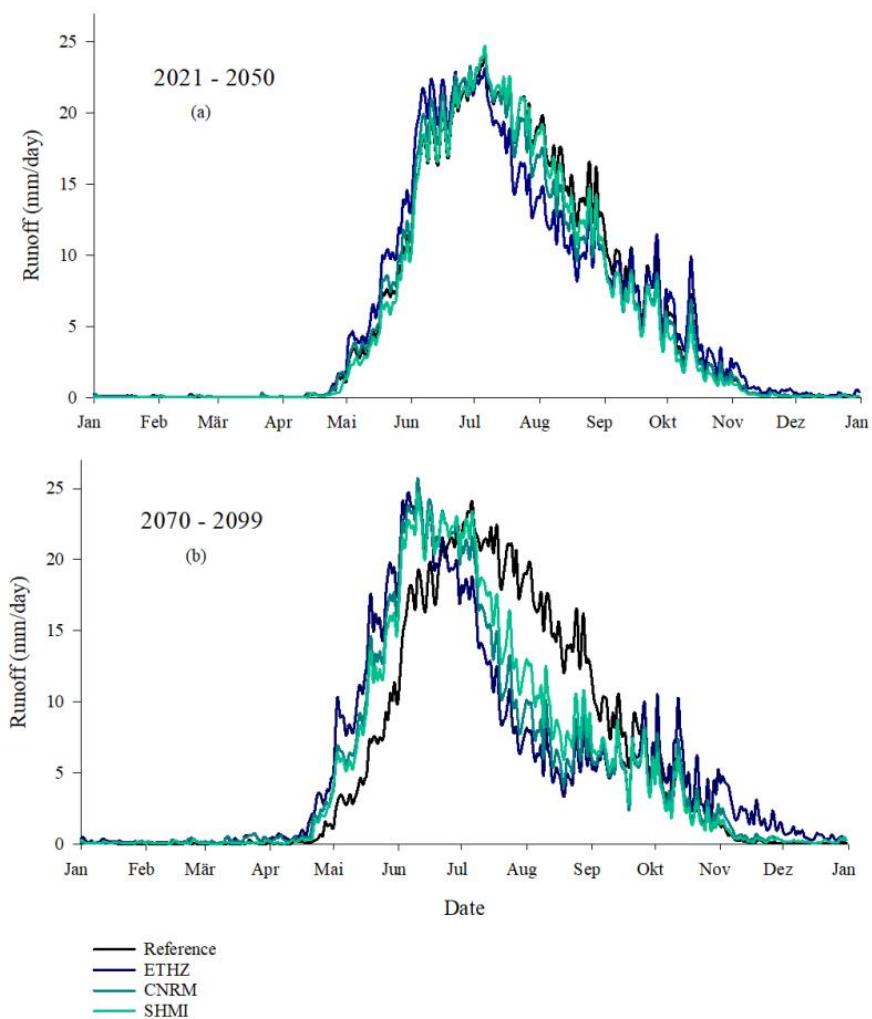 25
2021 - 2050
20
(a)
15
10
5
0
Runoff (mm/day)
Jan Feb Mär Apr Mai Jun Jul Aug Sep Okt Nov Dez Jan
25
2070 - 2099
20
(b)
15
10
5
0
Runoff (mm/day)
Jan Feb Mär Apr Mai Jun Jul Aug Sep Okt Nov Dez Jan
Date
Reference
ETHZ
CNRM
SHMI